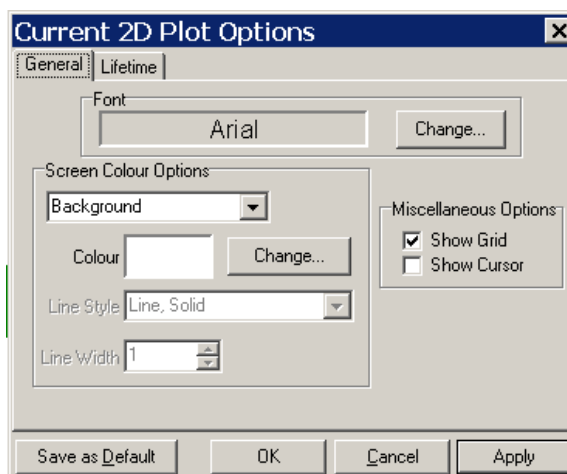 Current 2D Plot Options
General Lifetime
Font
Arial Change...
Screen Colour Options
Background
Miscellaneous Options
Colour Change... Show Grid
Show Cursor
Line Style Line, Solid
Line Width 1
Save as Default OK Cancel Apply